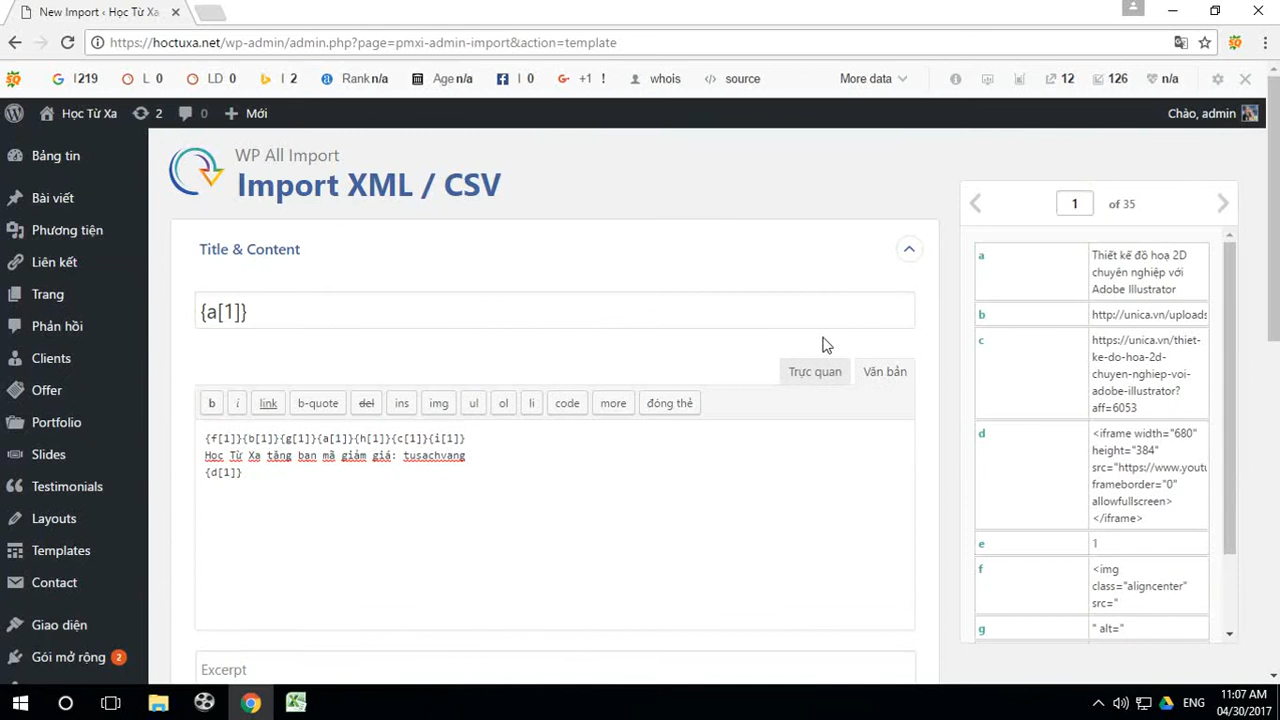 New Import ‹ Học Từ Xa
https://hoctuxa.net/wp-admin/admin.php?page=pmxi-admin-import&action=template
I 219
L 0
LD 0
I 2
Rank n/a
Age n/a
I 0
+1 !
whois
source
More data
12
126
n/a
Học Từ Xa
2
0
Mới
Chào, admin
Bảng tin
Bài viết
Phương tiện
Liên kết
Trang
Phản hồi
Clients
Offer
Portfolio
Slides
Testimonials
Layouts
Templates
Contact
Giao diện
Gói mở rộng 2
WP All Import
Import XML / CSV
Title & Content
{a[1]}
Trực quan
Văn bản
b
i
link
b-quote
del
ins
img
ul
ol
li
code
more
đóng thẻ
{f[1]}{b[1]}{g[1]}{a[1]}{h[1]}{c[1]}{i[1]}
Học Từ Xa tặng bạn mã giảm giá: tusachvang
{d[1]}
Excerpt
1 of 35
a
Thiết kế đồ hoạ 2D
chuyên nghiệp với
Adobe Illustrator
b
http://unica.vn/uploads
c
https://unica.vn/thiet-
ke-do-hoa-2d-
chuyen-nghiep-voi-
adobe-illustrator?
aff=6053
d
<iframe width="680"
height="384"
src="https://www.yout
frameborder="0"
allowfullscreen>
</iframe>
e
1
f
<img
class="aligncenter"
src="
g
" alt="
ENG
11:07 AM
04/30/2017